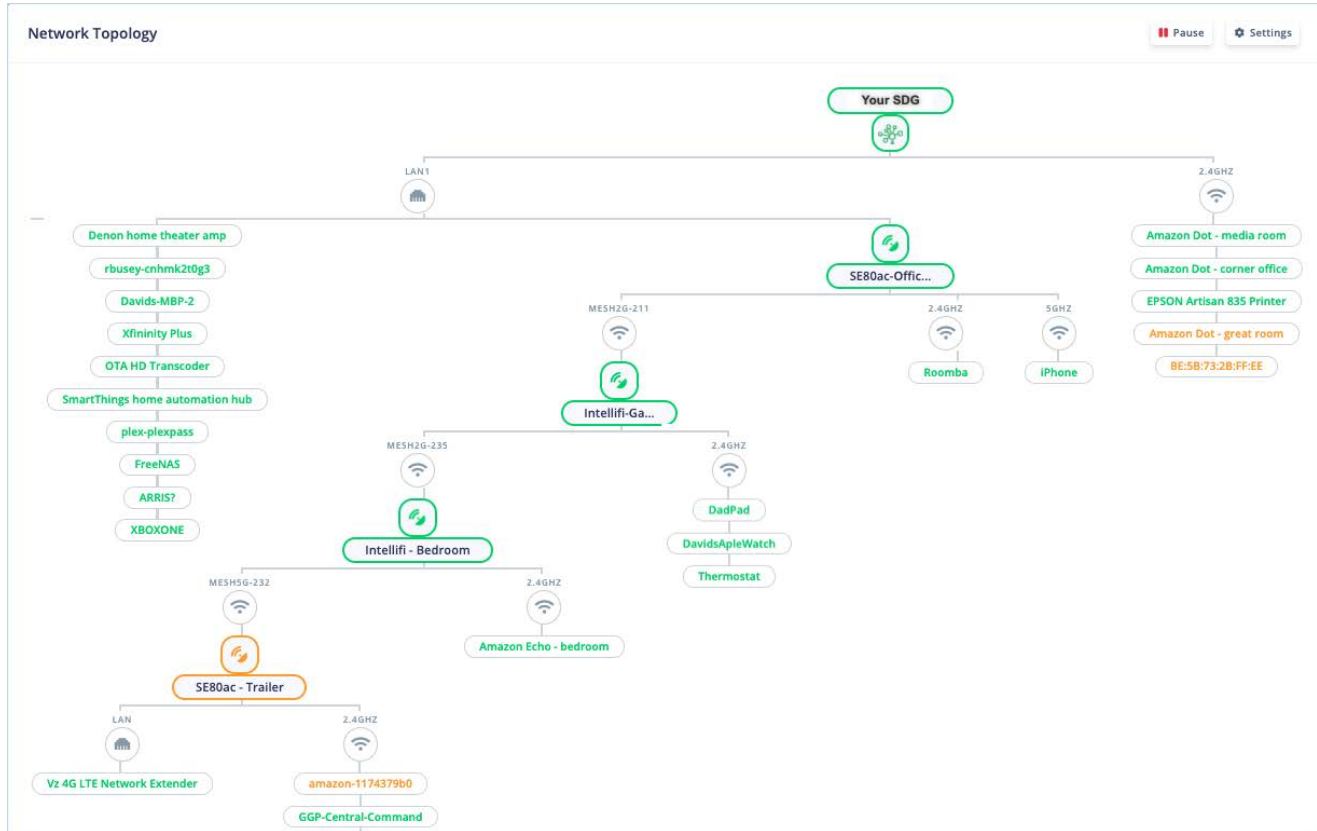 Network Topology
Pause
Settings
Your SDG
LAN1
2.4GHZ
Denon home theater amp
rbusey-cnhmk2t0g3
Davids-MBP-2
Xfininity Plus
OTA HD Transcoder
SmartThings home automation hub
plex-plexpass
FreeNAS
ARRIS?
XBOXONE
SE80ac-Offic...
Amazon Dot - media room
Amazon Dot - corner office
EPSON Artisan 835 Printer
Amazon Dot - great room
BE:5B:73:2B:FF:EE
MESH2G-211
2.4GHZ
5GHZ
Roomba
iPhone
Intellifi-Ga...
MESH2G-235
2.4GHZ
DadPad
DavidsApleWatch
Thermostat
Intellifi - Bedroom
MESH5G-232
2.4GHZ
Amazon Echo - bedroom
SE80ac - Trailer
LAN
2.4GHZ
Vz 4G LTE Network Extender
amazon-1174379b0
GGP-Central-Command